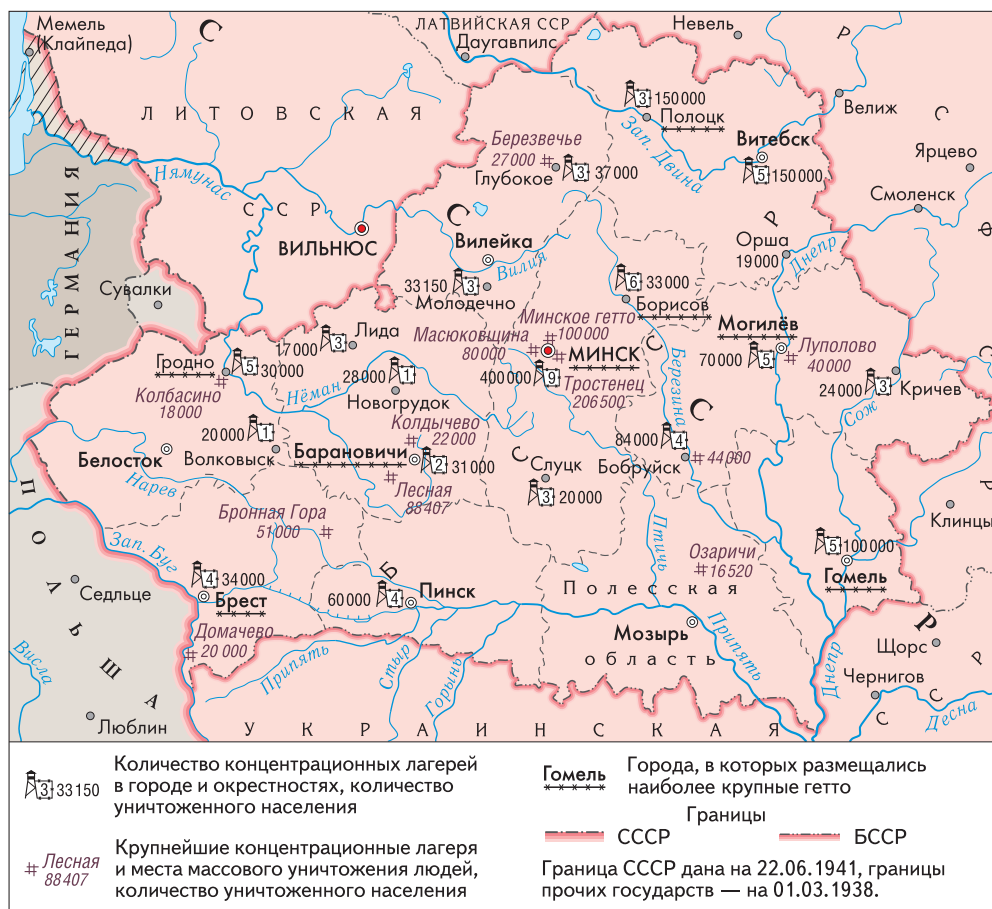 Мемель
(Клайпеда)
С
ЛАТВИЙСКАЯ ССР
Даугавпилс
Невель
Р
ЛИТОВСКАЯ
3 150 000
Полоцк
Велиж
С
Зап. Двина
Витебск
5 150 000
Березвечье
27 000
Глубокое
3 37 000
Ярцево
Смоленск
Ф
Нямунас
ССР
ВИЛЬНЮС
С
Р
ГЕРМАНИЯ
Вилейка
Вилия
Орша
19 000
Днепр
33 150 3
Молодечно
6 33 000
Борисов
Сувалки
Минское гетто
100 000
Масюковщина
80 000
МИНСК
400 000 9
Тростенец
206 500
С
Могилёв
70 000 5
Луполово
40 000
Лида
17 000 3
Гродно
5 30 000
Колбасино
18 000
28 000 1
Новогрудок
Нёман
Березина
24 000 3
Кричев
Сож
С
Колдычево
22 000
20 000 1
Волковыск
Белосток
Барановичи
2 31 000
Лесная
88 407
С
Слуцк
3 20 000
84 000 4
Бобруйск
44 000
Нарев
Бронная Гора
51 000
Клинцы
ПОЛЬША
Зап. Буг
Птичь
Озаричи
16 520
5 100 000
Гомель
Седльце
4 34 000
Брест
Б
60 000 4
Пинск
Полесская
область
Мозырь
Домачево
20 000
Р
Щорс
Р
Висла
Припять
Стыр
Горынь
Припять
Днепр
Чернигов
С
С
Десна
Люблин
УКРАИНСКАЯ
3 33 150
Количество концентрационных лагерей
в городе и окрестностях, количество
уничтоженного населения
Лесная
88 407
Крупнейшие концентрационные лагеря
и места массового уничтожения людей,
количество уничтоженного населения
Гомель
Города, в которых размещались
наиболее крупные гетто
Границы
СССР
БССР
Граница СССР дана на 22.06.1941, границы
прочих государств — на 01.03.1938.